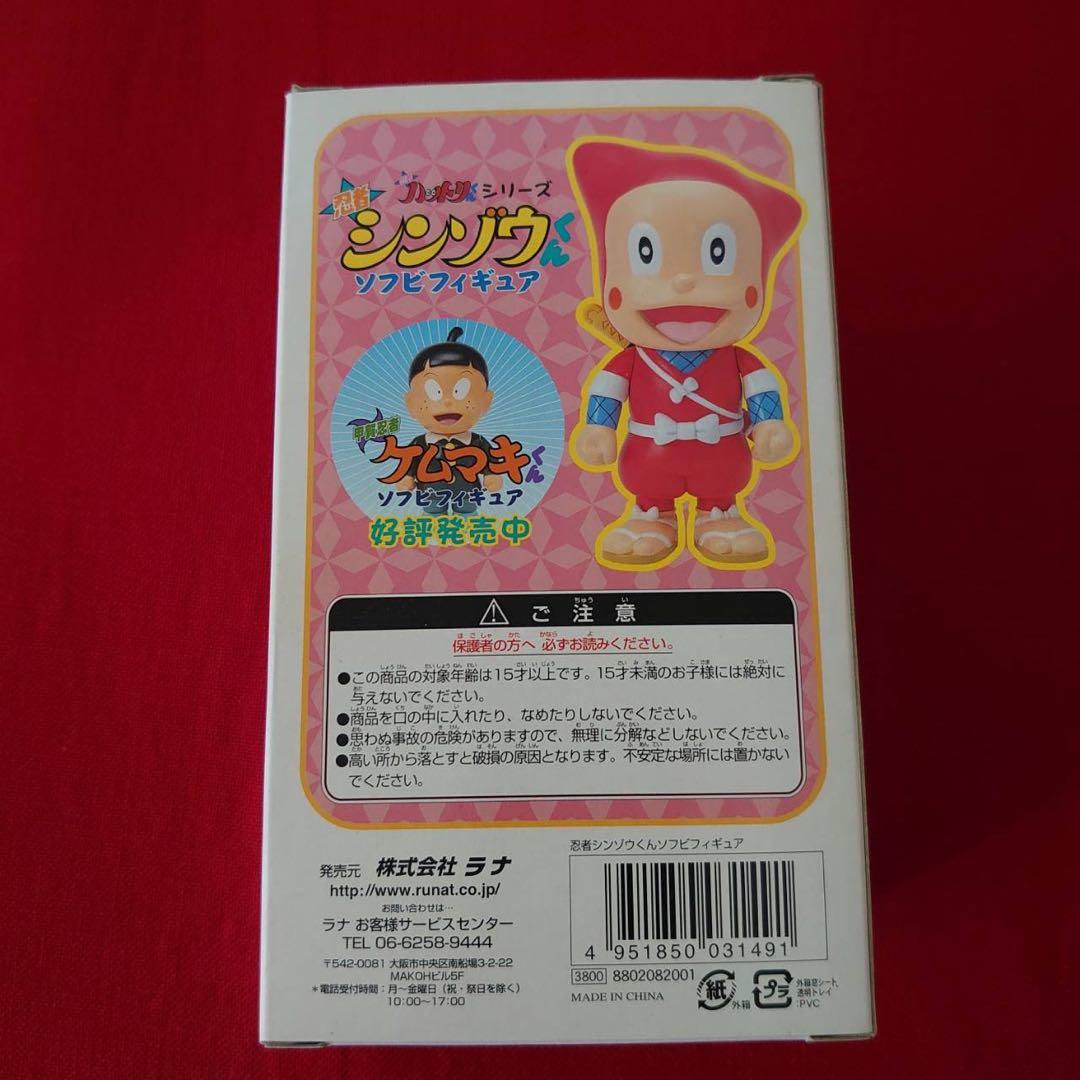 忍者ハットリくんシリーズ
忍者
シンゾウくん
ソフビフィギュア
甲賀忍者
ケムマキくん
ソフビフィギュア
好評発売中
⚠ ご注意
保護者の方へ 必ずお読みください。
●この商品の対象年齢は15才以上です。15才未満のお子様には絶対に
与えないでください。
●商品を口の中に入れたり、なめたりしないでください。
●思わぬ事故の危険がありますので、無理に分解などしないでください。
●高い所から落とすと破損の原因となります。不安定な場所には置かない
でください。
発売元 株式会社 ラナ
http://www.runat.co.jp/
お問い合わせは…
ラナ お客様サービスセンター
TEL 06-6258-9444
〒542-0081 大阪市中央区南船場3-2-22
MAKOHビル5F
*電話受付時間：月〜金曜日（祝・祭日を除く）
10:00〜17:00
忍者シンゾウくんソフビフィギュア
4 951850 031491
3800 8802082001
MADE IN CHINA
紙 外箱
プラ 外箱窓シート,
透明トレイ
:PVC